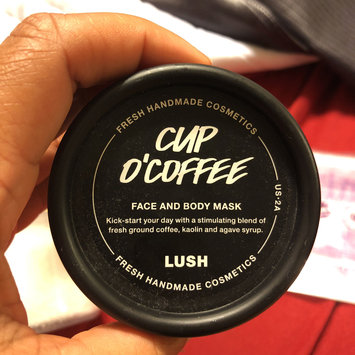 FRESH HANDMADE COSMETICS
CUP
O'COFFEE
US-2A
FACE AND BODY MASK
Kick-start your day with a stimulating blend of
fresh ground coffee, kaolin and agave syrup.
LUSH
FRESH HANDMADE COSMETICS